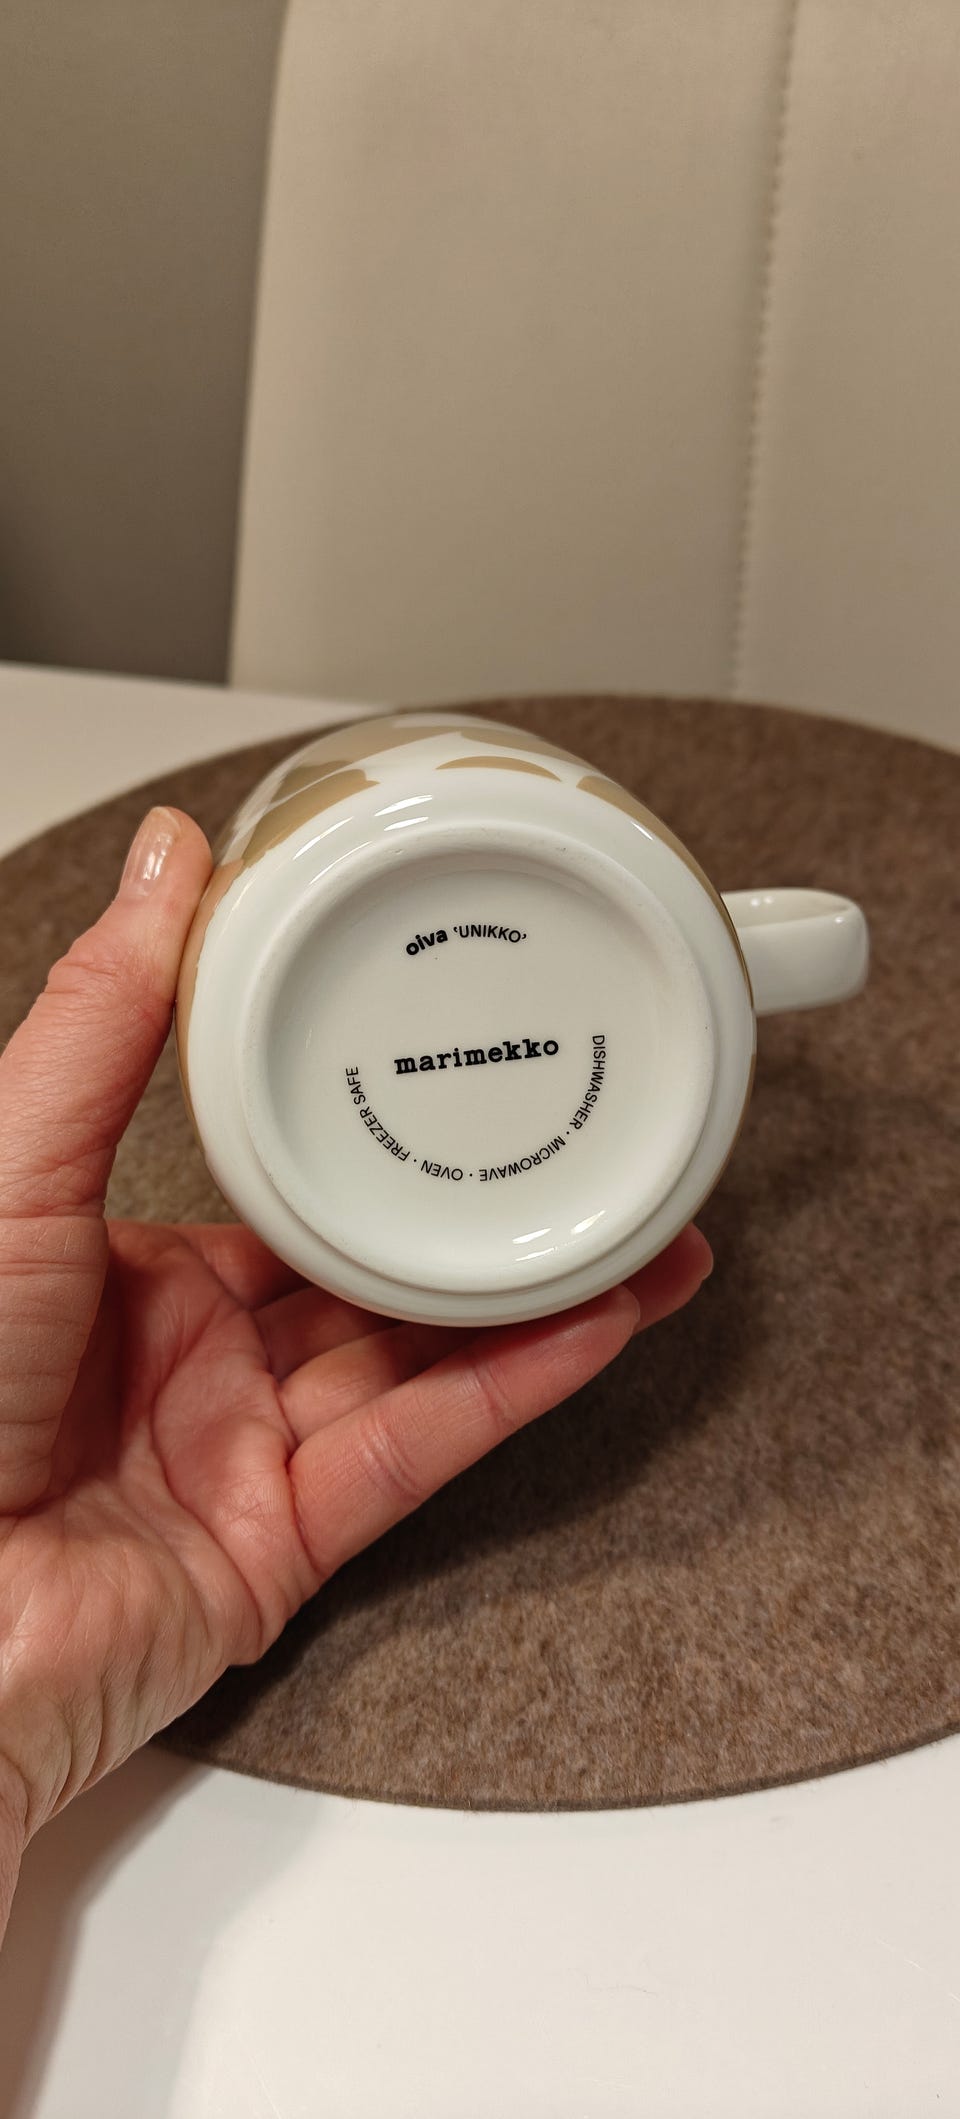 oiva ‘UNIKKO’
marimekko
DISHWASHER · MICROWAVE · OVEN · FREEZER SAFE